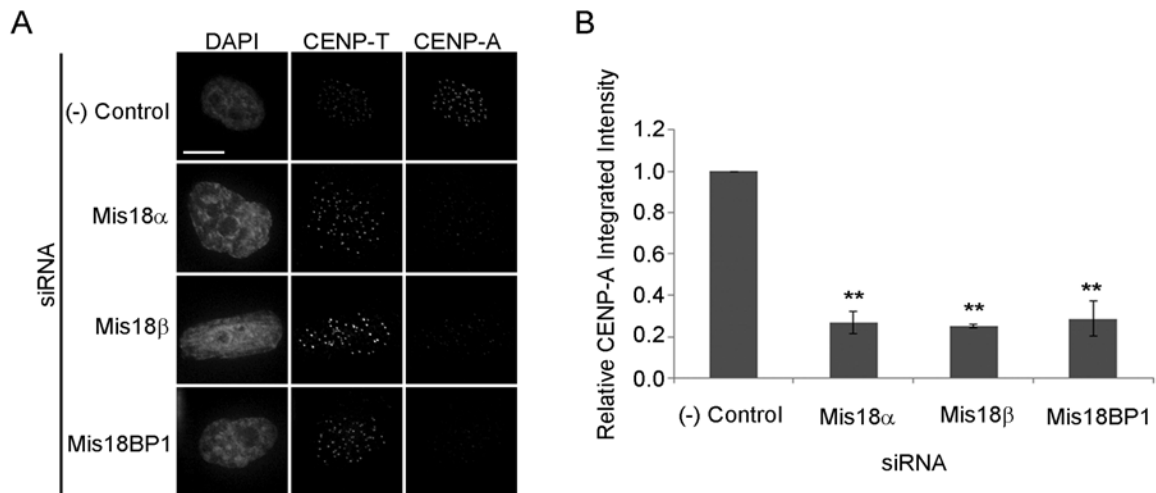 A
DAPI CENP-T CENP-A
(-) Control
Mis18α
Mis18β
Mis18BP1
siRNA
B
Relative CENP-A Integrated Intensity
1.2
1.0
0.8
0.6
0.4
0.2
0.0
** ** **
(-) Control Mis18α Mis18β Mis18BP1
siRNA